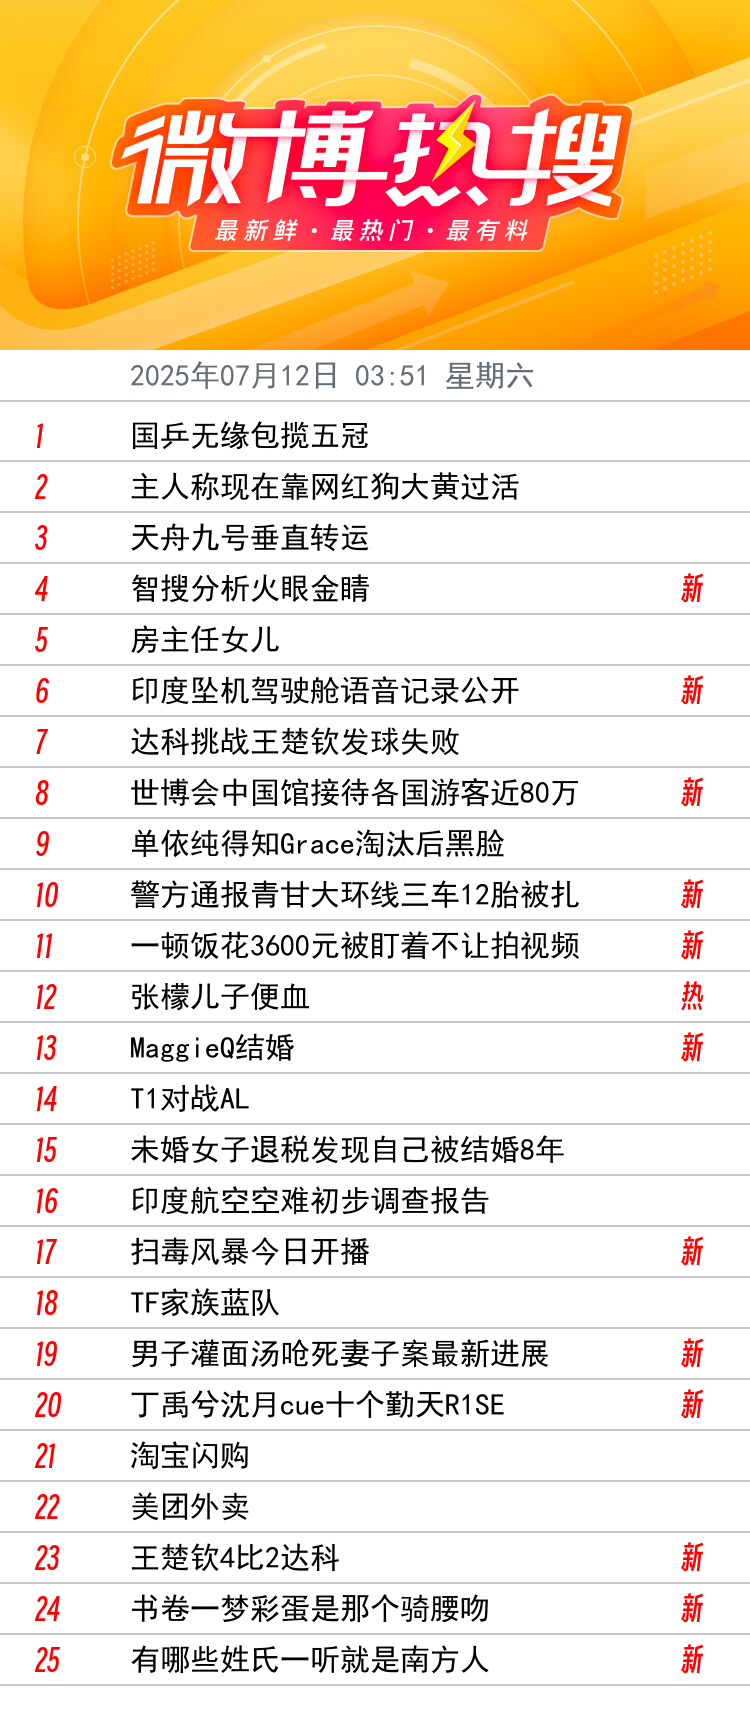 微博热搜
最新鲜·最热门·最有料
2025年07月12日 03:51 星期六
1 国乒无缘包揽五冠
2 主人称现在靠网红狗大黄过活
3 天舟九号垂直转运
4 智搜分析火眼金睛 新
5 房主任女儿
6 印度坠机驾驶舱语音记录公开 新
7 达科挑战王楚钦发球失败
8 世博会中国馆接待各国游客近80万 新
9 单依纯得知Grace淘汰后黑脸
10 警方通报青甘大环线三车12胎被扎 新
11 一顿饭花3600元被盯着不让拍视频 新
12 张檬儿子便血 热
13 MaggieQ结婚 新
14 T1对战AL
15 未婚女子退税发现自己被结婚8年
16 印度航空空难初步调查报告
17 扫毒风暴今日开播 新
18 TF家族蓝队
19 男子灌面汤呛死妻子案最新进展 新
20 丁禹兮沈月cue十个勤天R1SE 新
21 淘宝闪购
22 美团外卖
23 王楚钦4比2达科 新
24 书卷一梦彩蛋是那个骑腰吻 新
25 有哪些姓氏一听就是南方人 新